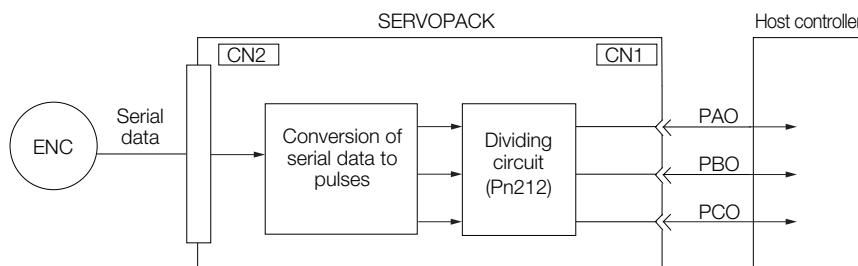 SERVOPACK
Host controller
CN2
CN1
Serial
data
ENC
Conversion of
serial data to
pulses
Dividing
circuit
(Pn212)
PAO
PBO
PCO